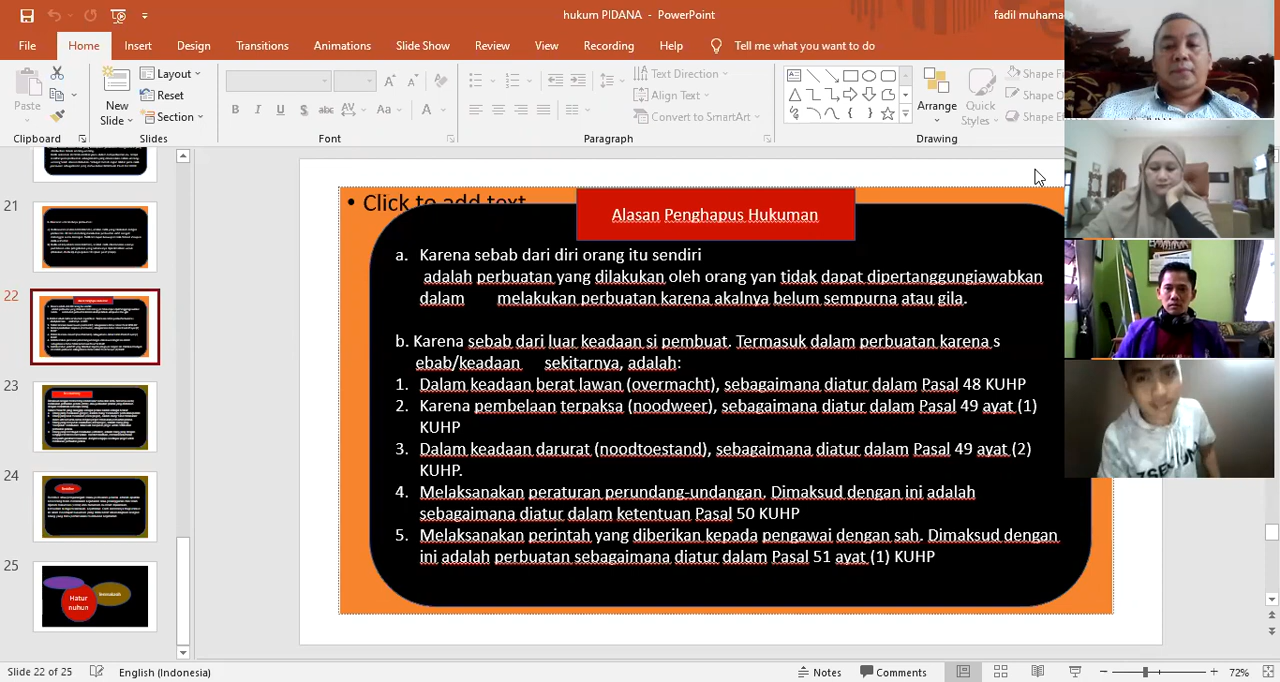 hukum PIDANA - PowerPoint
fadil muhama
File Home Insert Design Transitions Animations Slide Show Review View Recording Help Tell me what you want to do
Paste
Clipboard
New Slide
Layout
Reset
Section
Slides
Font
Text Direction
Align Text
Convert to SmartArt
Paragraph
Arrange
Quick Styles
Shape
Shape
Shape
Drawing
21
22
23
24
25
Hatur
nuhun
• Click to add text
Alasan Penghapus Hukuman
a. Karena sebab dari diri orang itu sendiri
adalah perbuatan yang dilakukan oleh orang yan tidak dapat dipertanggungjawabkan
dalam melakukan perbuatan karena akalnya belum sempurna atau gila.
b. Karena sebab dari luar keadaan si pembuat. Temasuk dalam perbuatan karena s
ebab/keadaan sekitarnya, adalah:
1. Dalam keadaan berat lawan (overmacht), sebagaimana diatur dalam Pasal 48 KUHP
2. Karena pambelaan terpaksa (noodweer), sebagaimana diatur dalam Pasal 49 ayat (1)
KUHP
3. Dalam keadaan darurat (noodtoestand), sebagaimana diatur dalam Pasal 49 ayat (2)
KUHP.
4. Melaksanakan peraturan perundang-undangan. Dimaksud dengan ini adalah
sebagaimana diatur dalam ketentuan Pasal 50 KUHP
5. Melaksanakan perintah yang diberikan kepada pengawai dengan sah. Dimaksud dengan
ini adalah perbuatan sebagaimana diatur dalam Pasal 51 ayat (1) KUHP
Slide 22 of 25 English (Indonesia) Notes Comments 72%